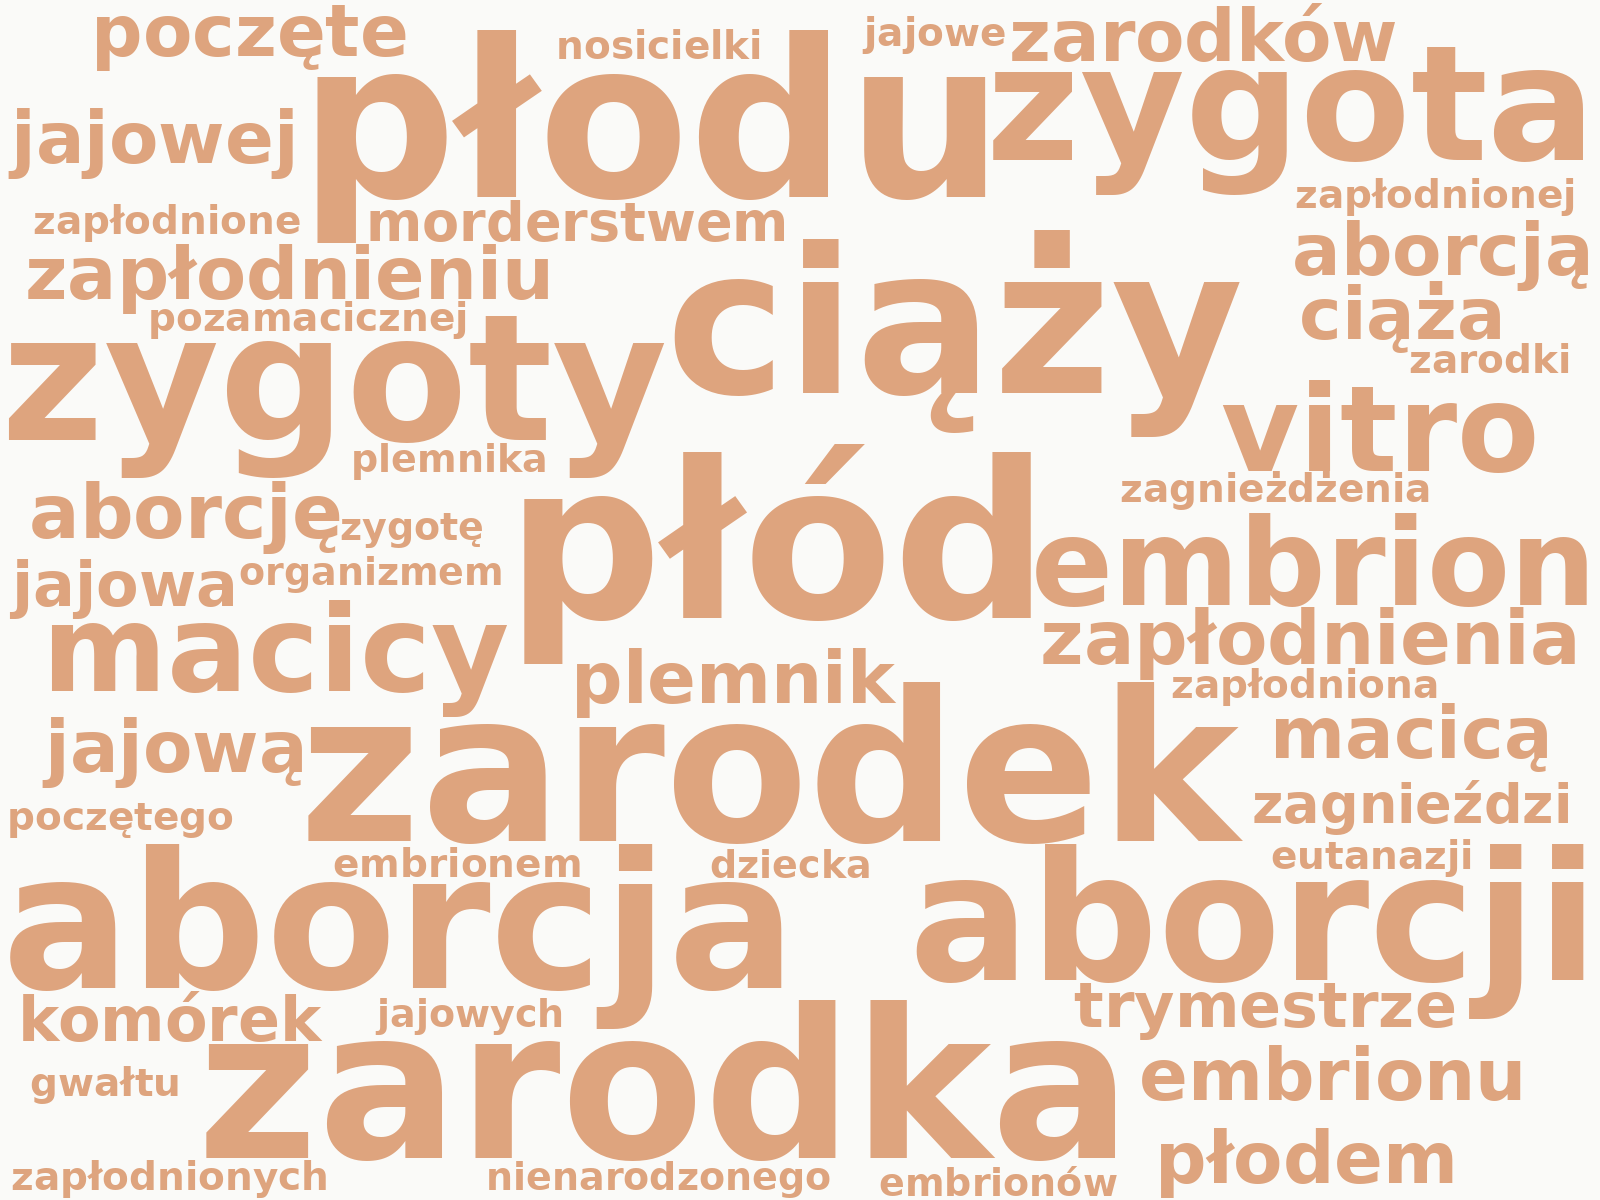 poczęte
nosicielki
jajowe
zarodków
płodu
zygota
jajowej
zapłodnionej
zapłodnione
morderstwem
aborcją
zapłodnieniu
ciąży
ciąża
pozamacicznej
zarodki
zygoty
vitro
plemnika
zagnieżdżenia
aborcję
zygotę
płód
embrion
jajowa
organizmem
macicy
zapłodnienia
plemnik
zapłodniona
jajową
zarodek
macicą
poczętego
zagnieździ
embrionem
dziecka
eutanazji
aborcja
aborcji
komórek
jajowych
trymestrze
gwałtu
zarodka
embrionu
płodem
zapłodnionych
nienarodzonego
embrionów